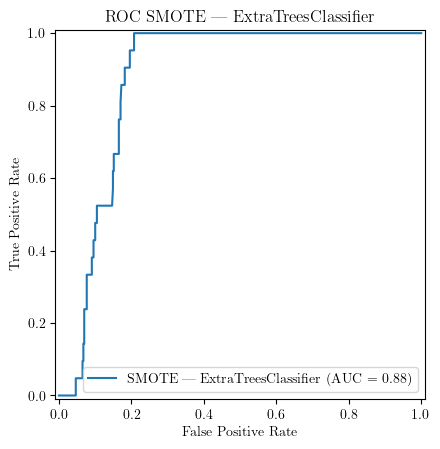 ROC SMOTE — ExtraTreesClassifier
True Positive Rate
1.0
0.8
0.6
0.4
0.2
0.0
SMOTE — ExtraTreesClassifier (AUC = 0.88)
0.0 0.2 0.4 0.6 0.8 1.0
False Positive Rate